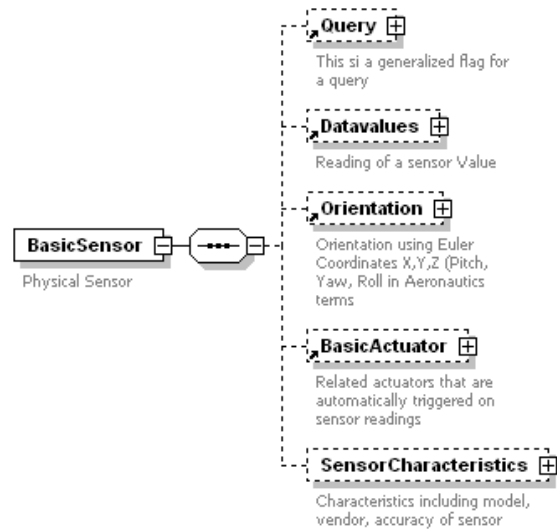 Query
This si a generalized flag for
a query
Datavalues
Reading of a sensor Value
Orientation
Orientation using Euler
Coordinates X,Y,Z (Pitch,
Yaw, Roll in Aeronautics
terms
BasicSensor
Physical Sensor
BasicActuator
Related actuators that are
automatically triggered on
sensor readings
SensorCharacteristics
Characteristics including model,
vendor, accuracy of sensor